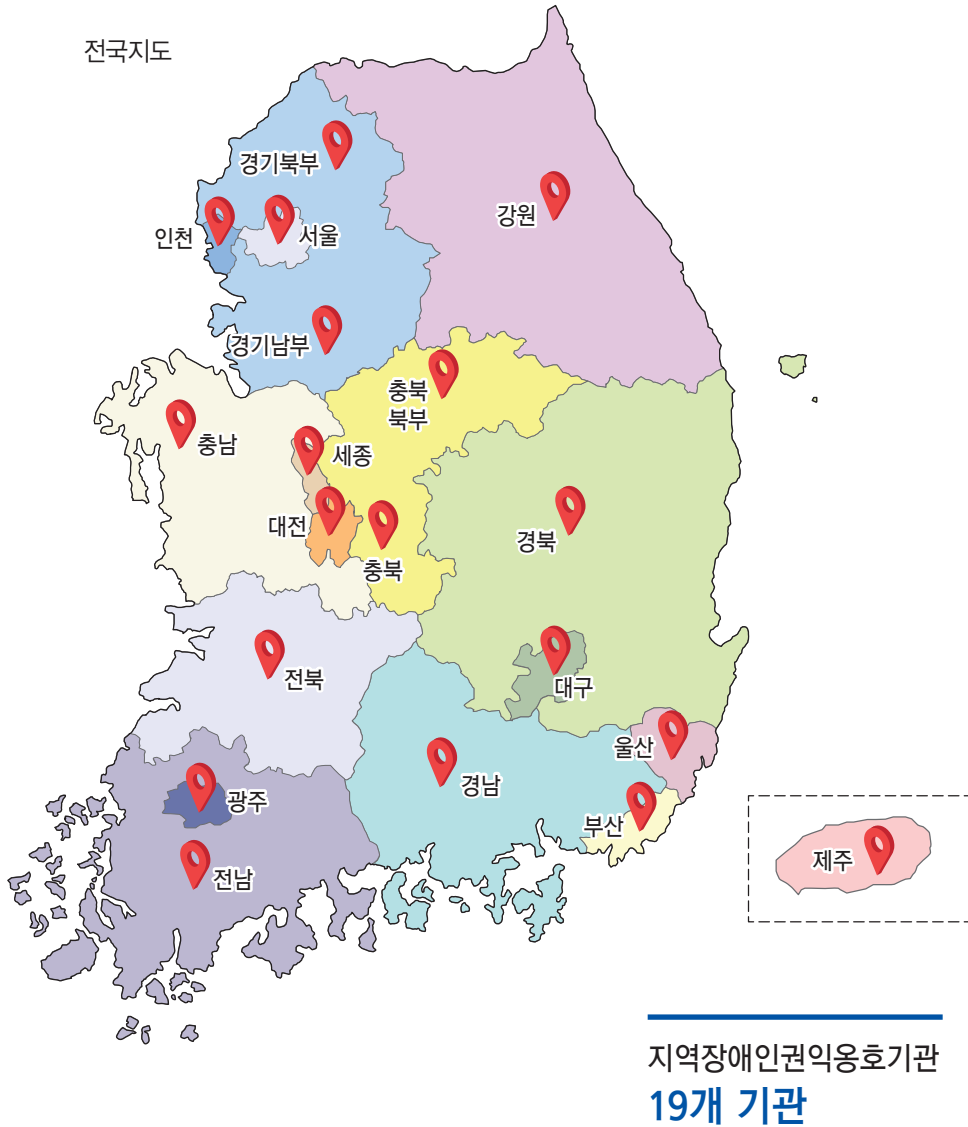 전국지도
경기북부
강원
인천
서울
경기남부
충북
북부
충남
세종
대전
경북
충북
전북
대구
울산
경남
광주
부산
제주
전남
지역장애인권익옹호기관
19개 기관